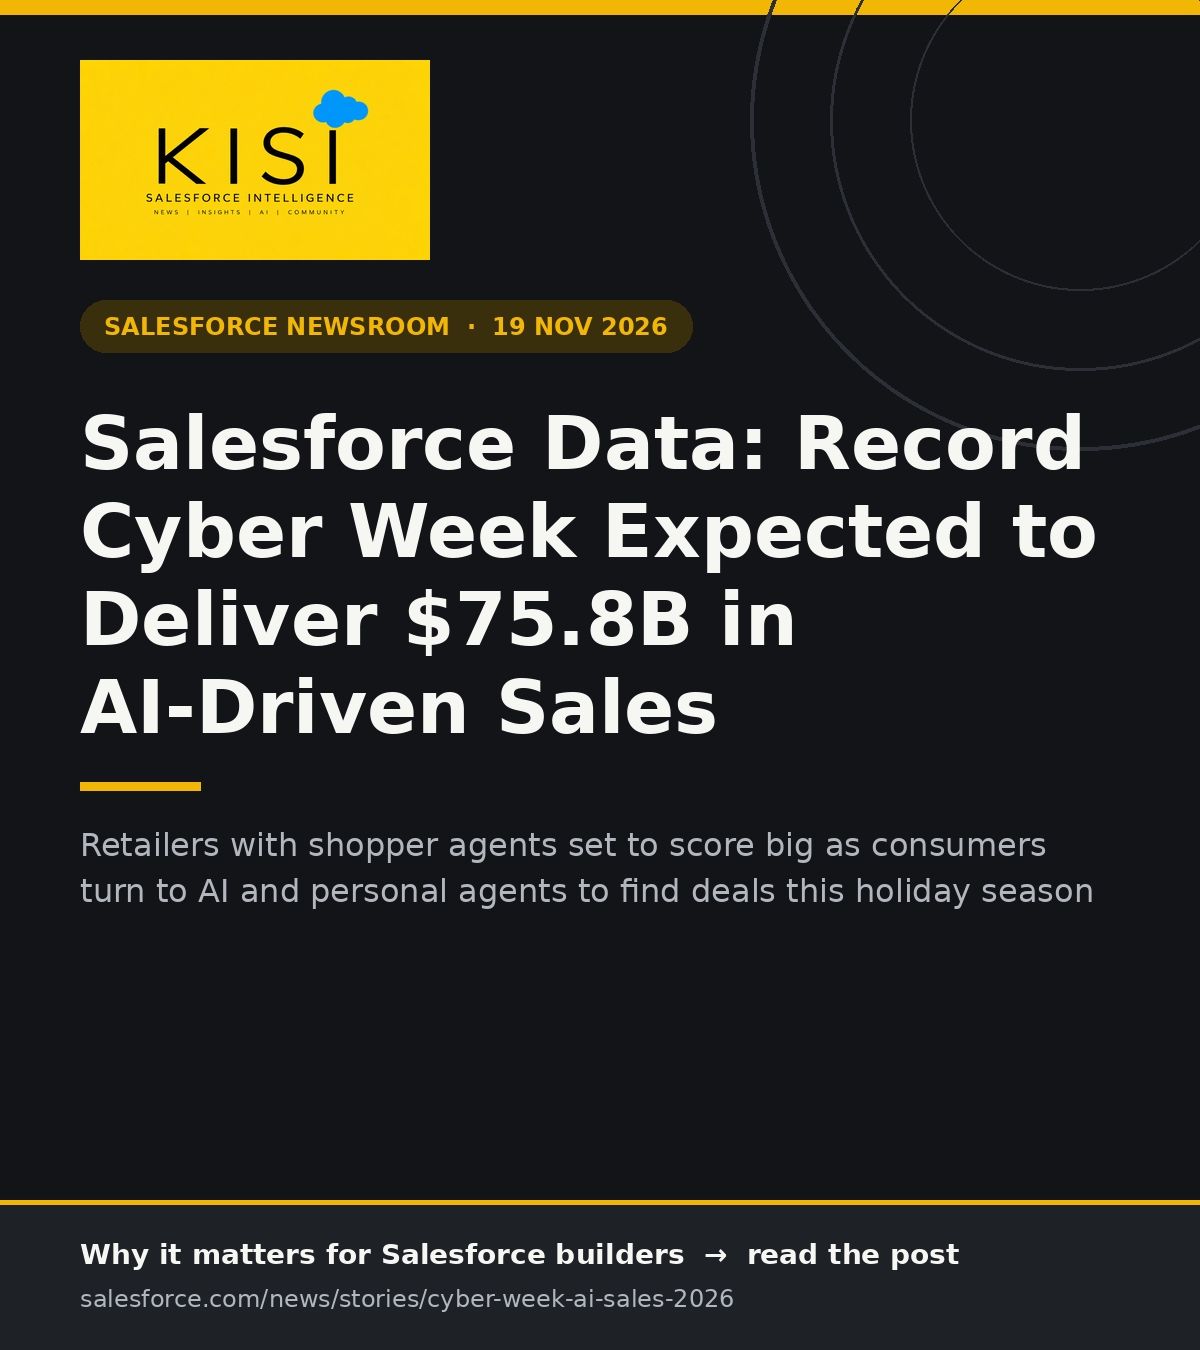 KISI
SALESFORCE INTELLIGENCE
NEWS | INSIGHTS | AI | COMMUNITY
SALESFORCE NEWSROOM · 19 NOV 2026
Salesforce Data: Record
Cyber Week Expected to
Deliver $75.8B in
AI-Driven Sales
Retailers with shopper agents set to score big as consumers
turn to AI and personal agents to find deals this holiday season
Why it matters for Salesforce builders → read the post
salesforce.com/news/stories/cyber-week-ai-sales-2026